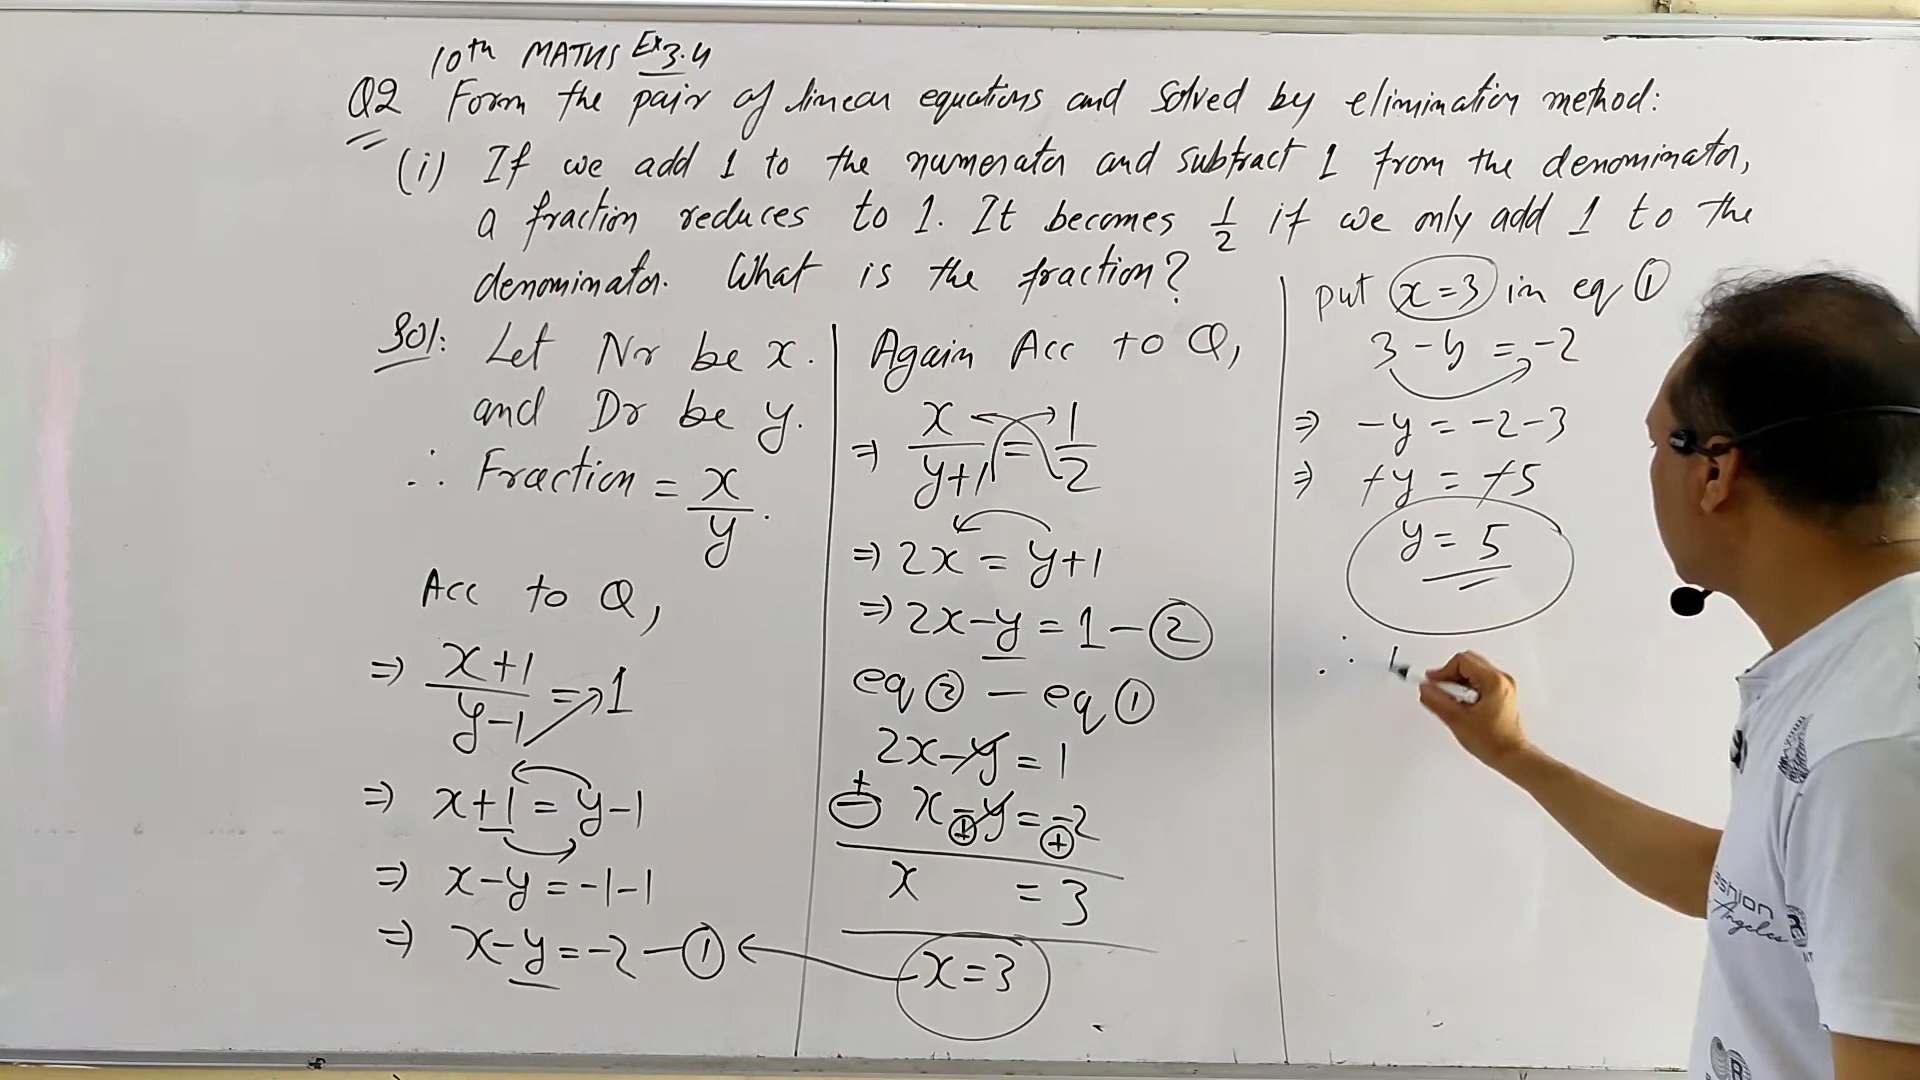 10th MATHS Ex 3.4
Q2 Form the pair of linear equations and solved by elimination method:
(i) If we add 1 to the numerator and subtract 1 from the denominator,
a fraction reduces to 1. It becomes 1/2 if we only add 1 to the
denominator. What is the fraction?
Sol: Let Nr be x.
and Dr be y.
∴ Fraction = x/y.
Acc to Q,
⇒ (x+1)/(y-1) = 1
⇒ x+1 = y-1
⇒ x-y = -1-1
⇒ x-y = -2 — ①
Again Acc to Q,
⇒ x/(y+1) = 1/2
⇒ 2x = y+1
⇒ 2x-y = 1 — ②
eq ② — eq ①
2x-y = 1
+
- x - y = -2
+ +
x = 3
x = 3
put x=3 in eq ①
3 - y = -2
⇒ -y = -2-3
⇒ +y = +5
y = 5
∴
Fashion
Angeles